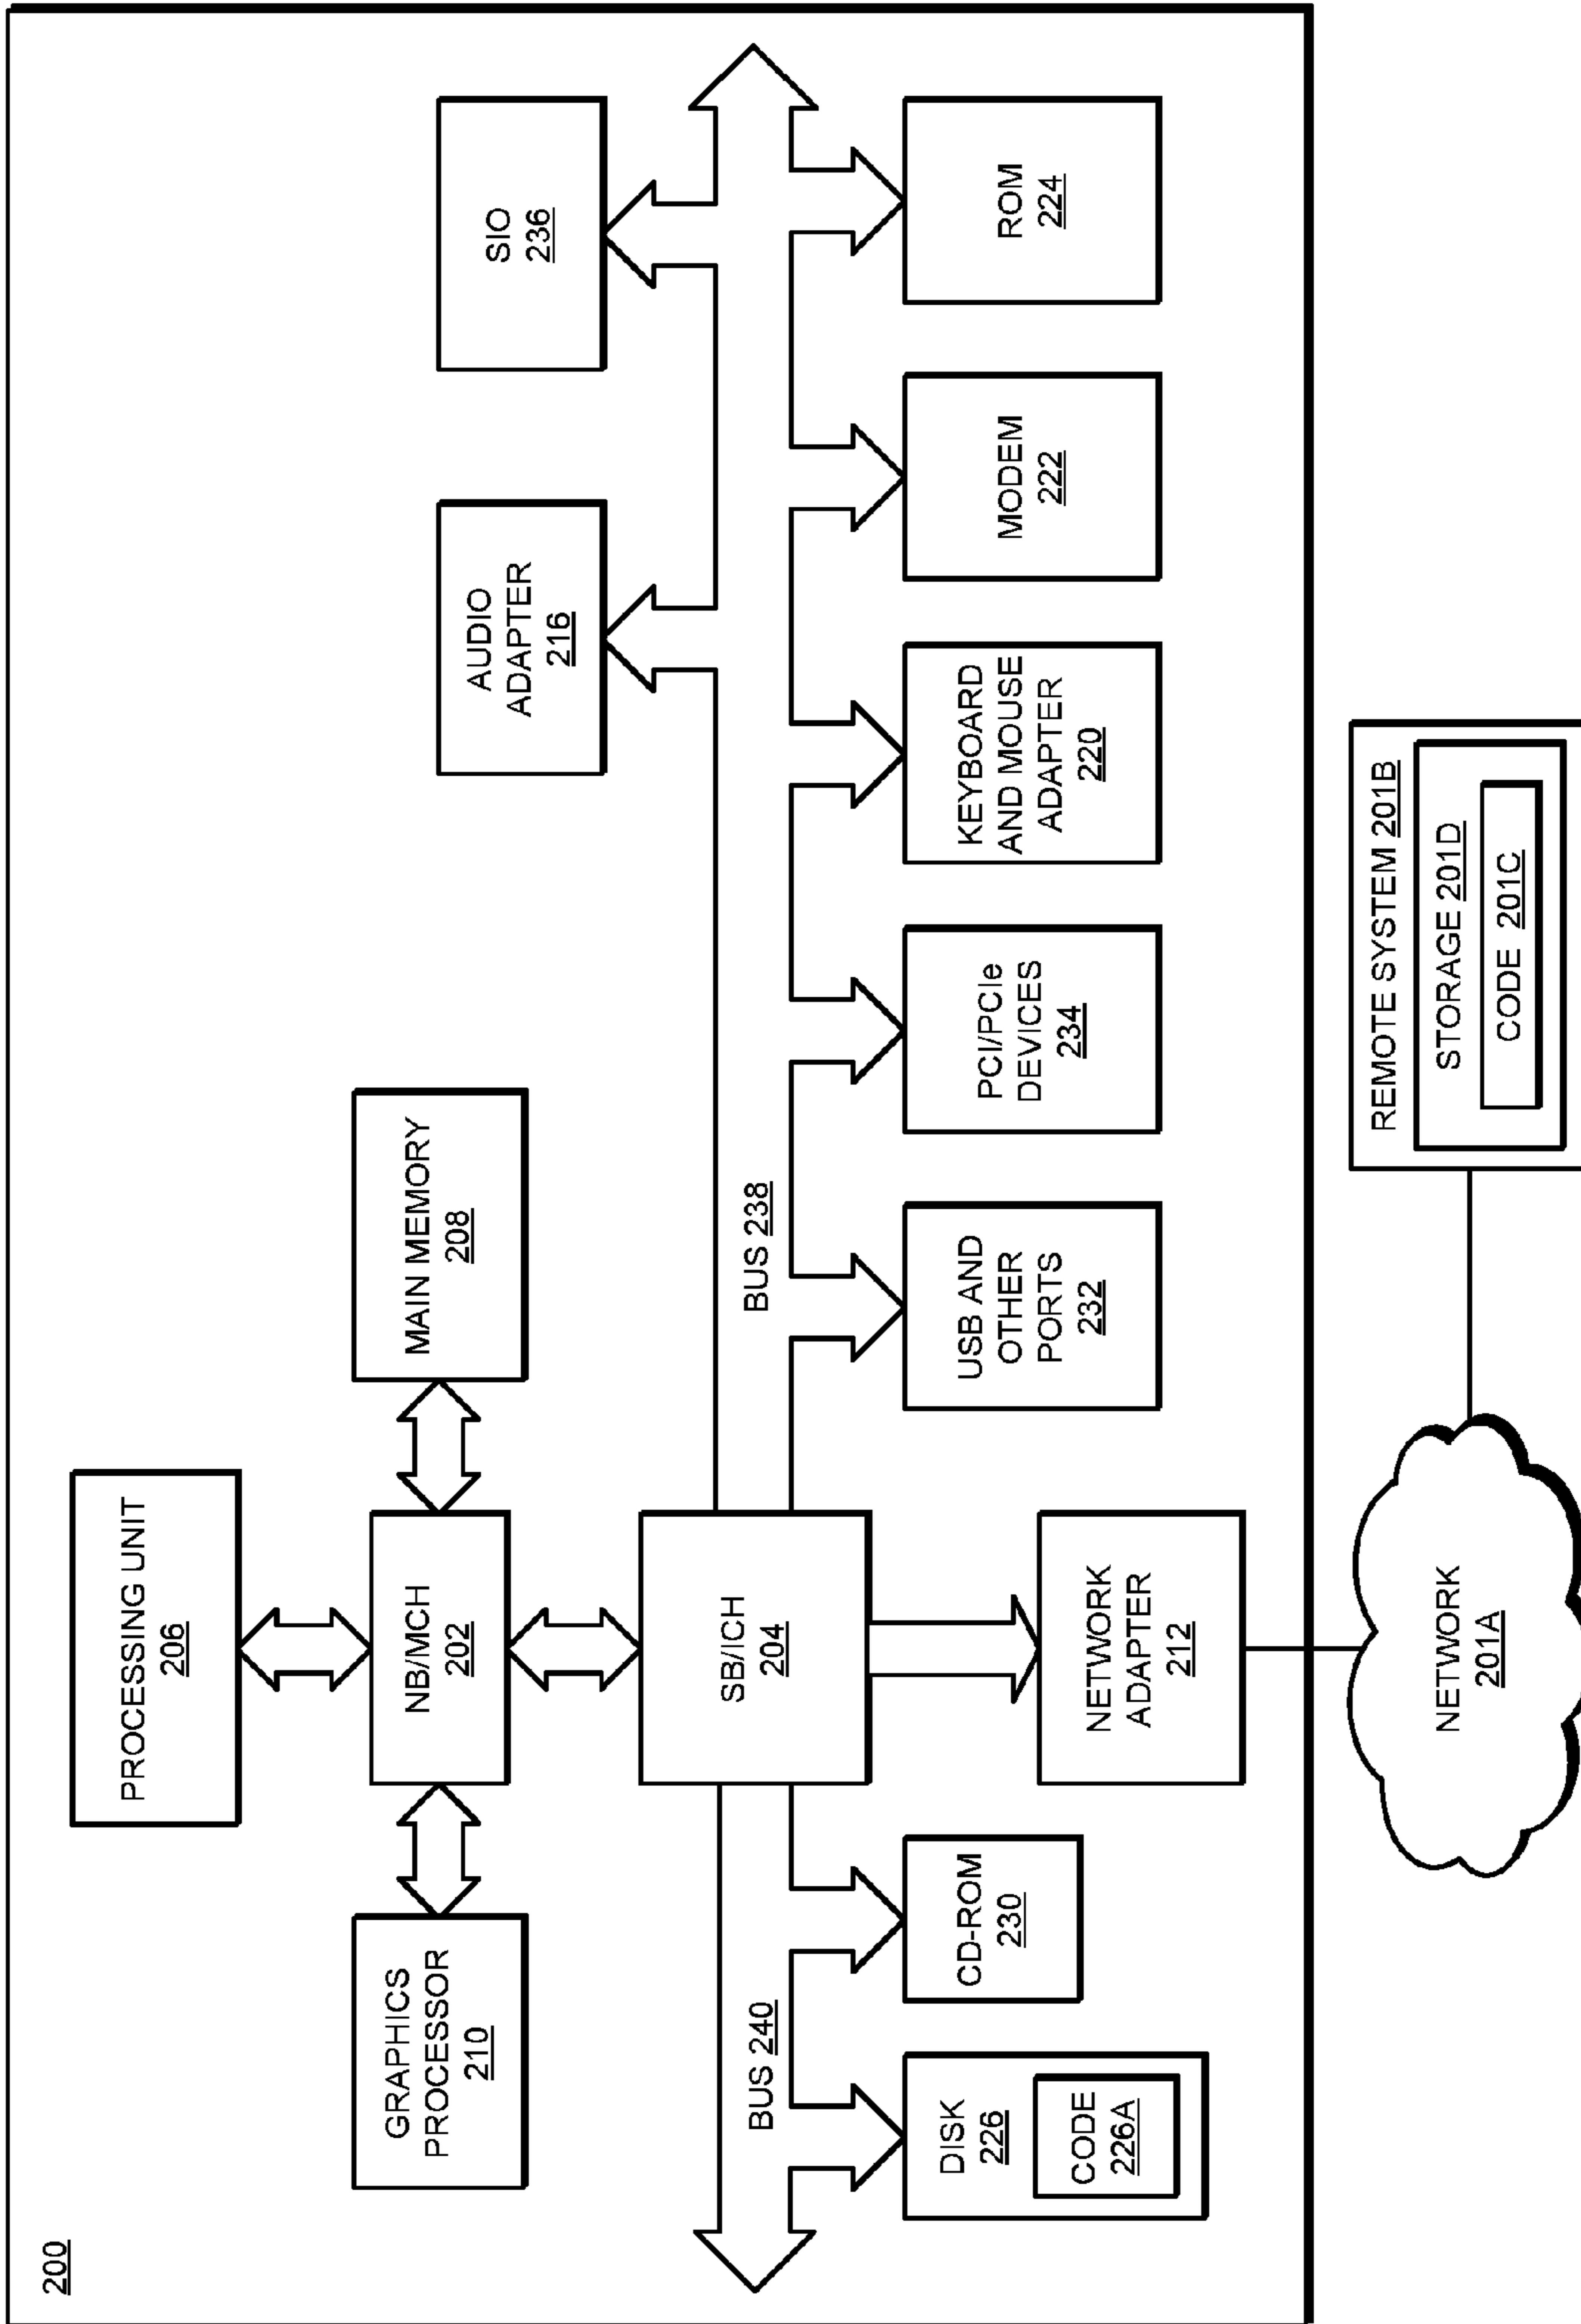 200
PROCESSING UNIT
206
GRAPHICS
PROCESSOR
210
NB/MCH
202
MAIN MEMORY
208
AUDIO
ADAPTER
216
SIO
236
SB/ICH
204
BUS 240
BUS 238
DISK
226
CODE
226A
CD-ROM
230
NETWORK
ADAPTER
212
USB AND
OTHER
PORTS
232
PCI/PCIe
DEVICES
234
KEYBOARD
AND MOUSE
ADAPTER
220
MODEM
222
ROM
224
NETWORK
201A
REMOTE SYSTEM 201B
STORAGE 201D
CODE 201C